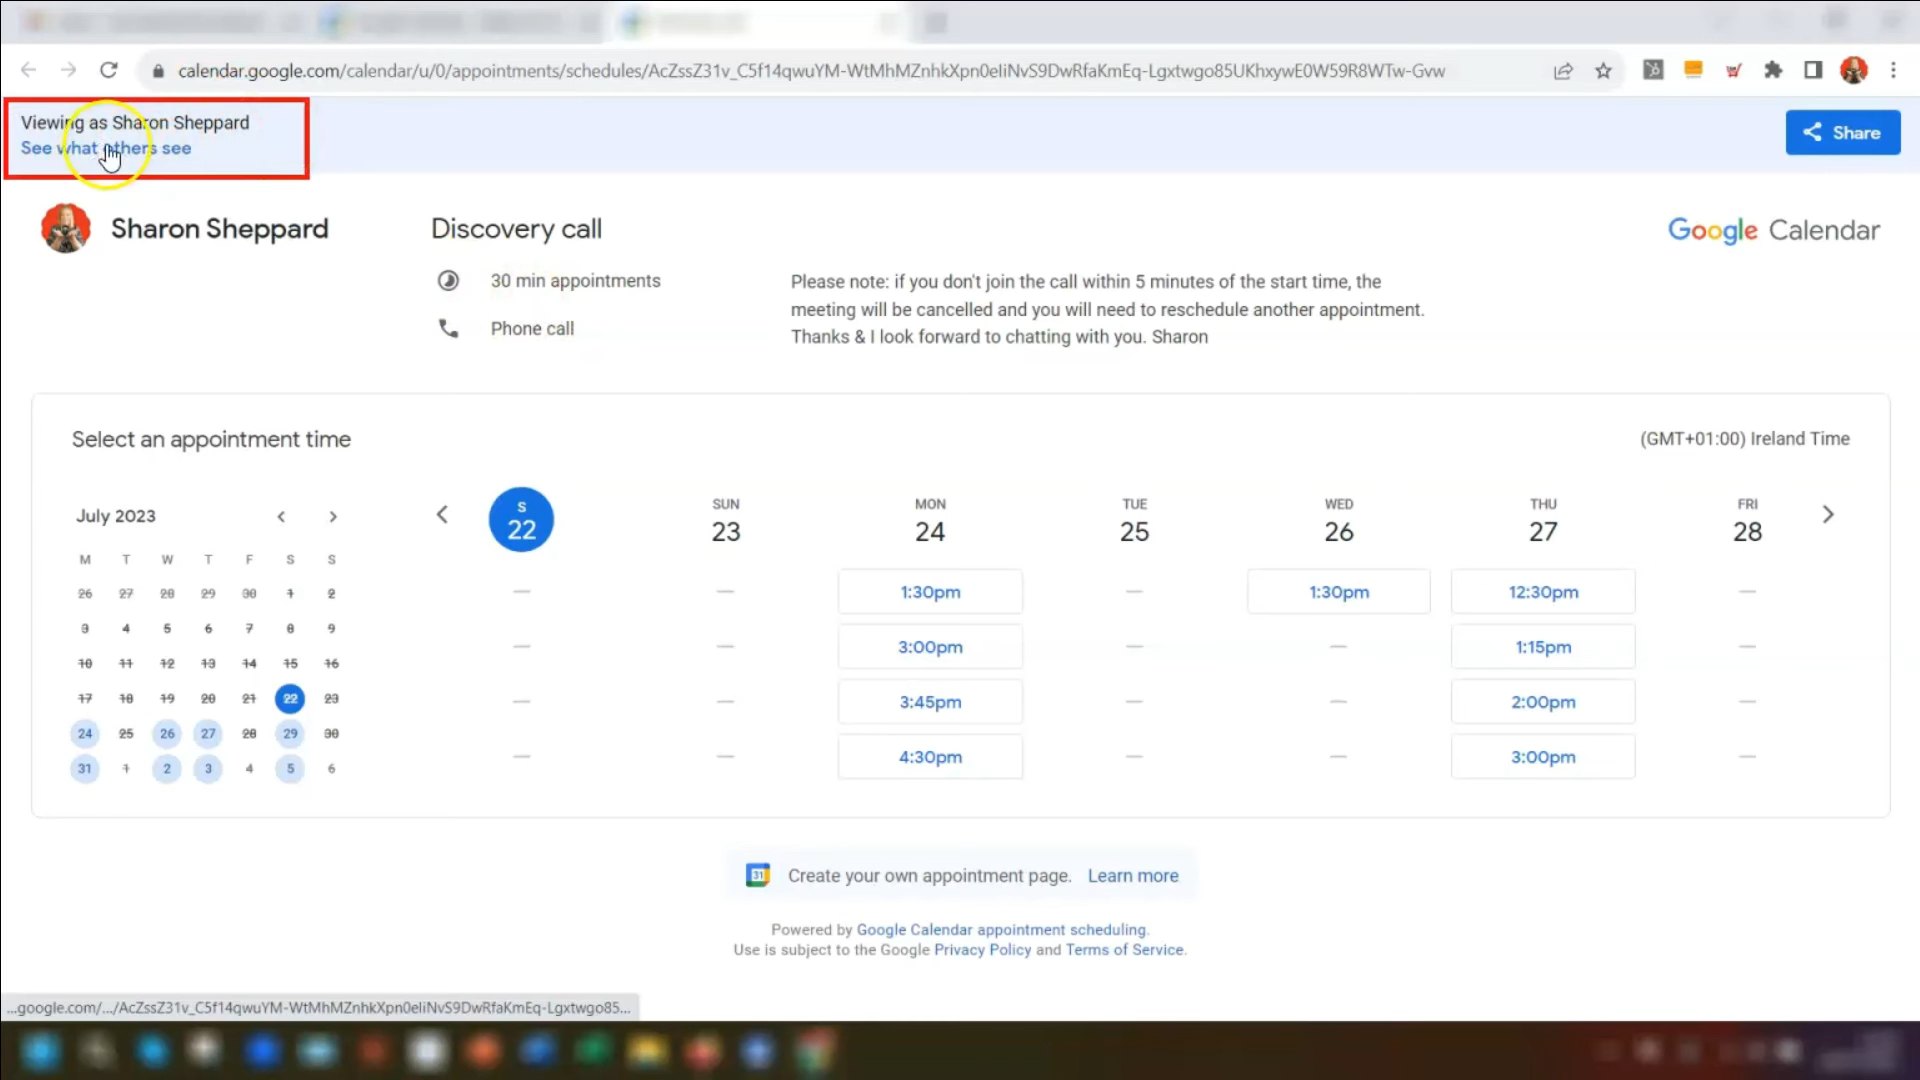 calendar.google.com/calendar/u/0/appointments/schedules/AcZssZ31v_C5f14qwuYM-WtMhMZnhkXpn0eIiNvS9DwRfaKmEq-Lgxtwgo85UKhxywE0W59R8WTw-Gvw
Viewing as Sharon Sheppard
See what others see
Share
Sharon Sheppard
Discovery call
Google Calendar
30 min appointments
Phone call
Please note: if you don't join the call within 5 minutes of the start time, the
meeting will be cancelled and you will need to reschedule another appointment.
Thanks & I look forward to chatting with you. Sharon
Select an appointment time
(GMT+01:00) Ireland Time
July 2023
M T W T F S S
26 27 28 29 30 1 2
3 4 5 6 7 8 9
10 11 12 13 14 15 16
17 18 19 20 21 22 23
24 25 26 27 28 29 30
31 1 2 3 4 5 6
S SUN MON TUE WED THU FRI
22 23 24 25 26 27 28
— — 1:30pm — 1:30pm 12:30pm —
— — 3:00pm — — 1:15pm —
— — 3:45pm — — 2:00pm —
— — 4:30pm — — 3:00pm —
31 Create your own appointment page. Learn more
Powered by Google Calendar appointment scheduling.
Use is subject to the Google Privacy Policy and Terms of Service.
...google.com/.../AcZssZ31v_C5f14qwuYM-WtMhMZnhkXpn0eIiNvS9DwRfaKmEq-Lgxtwgo85...